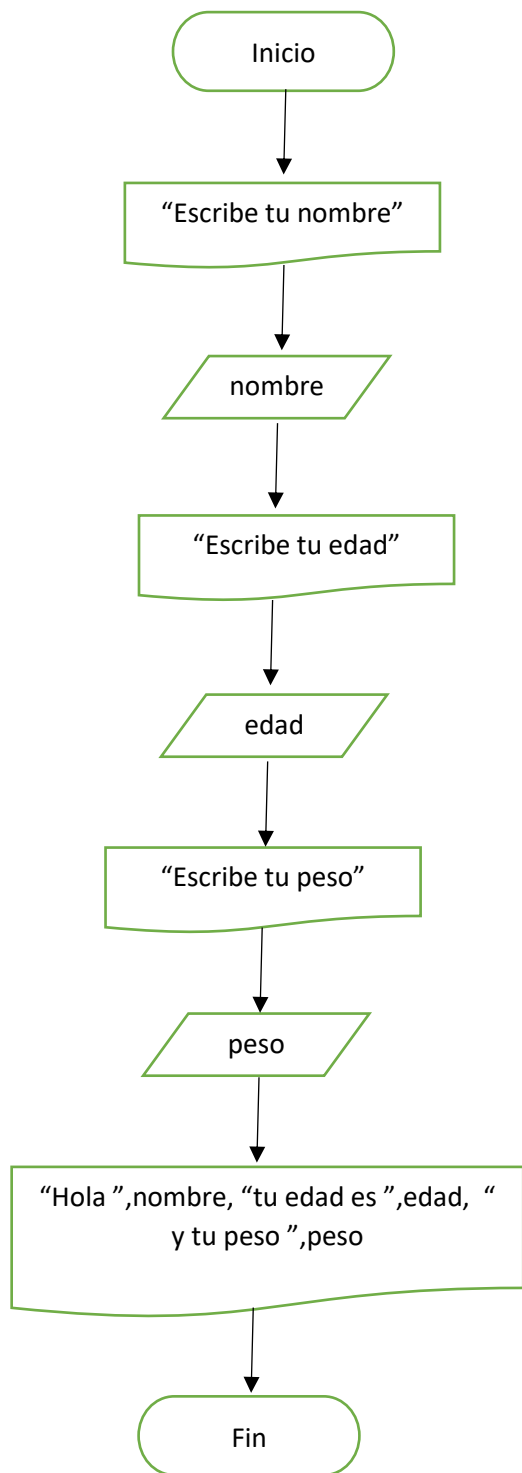 Inicio
“Escribe tu nombre”
nombre
“Escribe tu edad”
edad
“Escribe tu peso”
peso
“Hola ”,nombre, “tu edad es ”,edad, “
y tu peso ”,peso
Fin